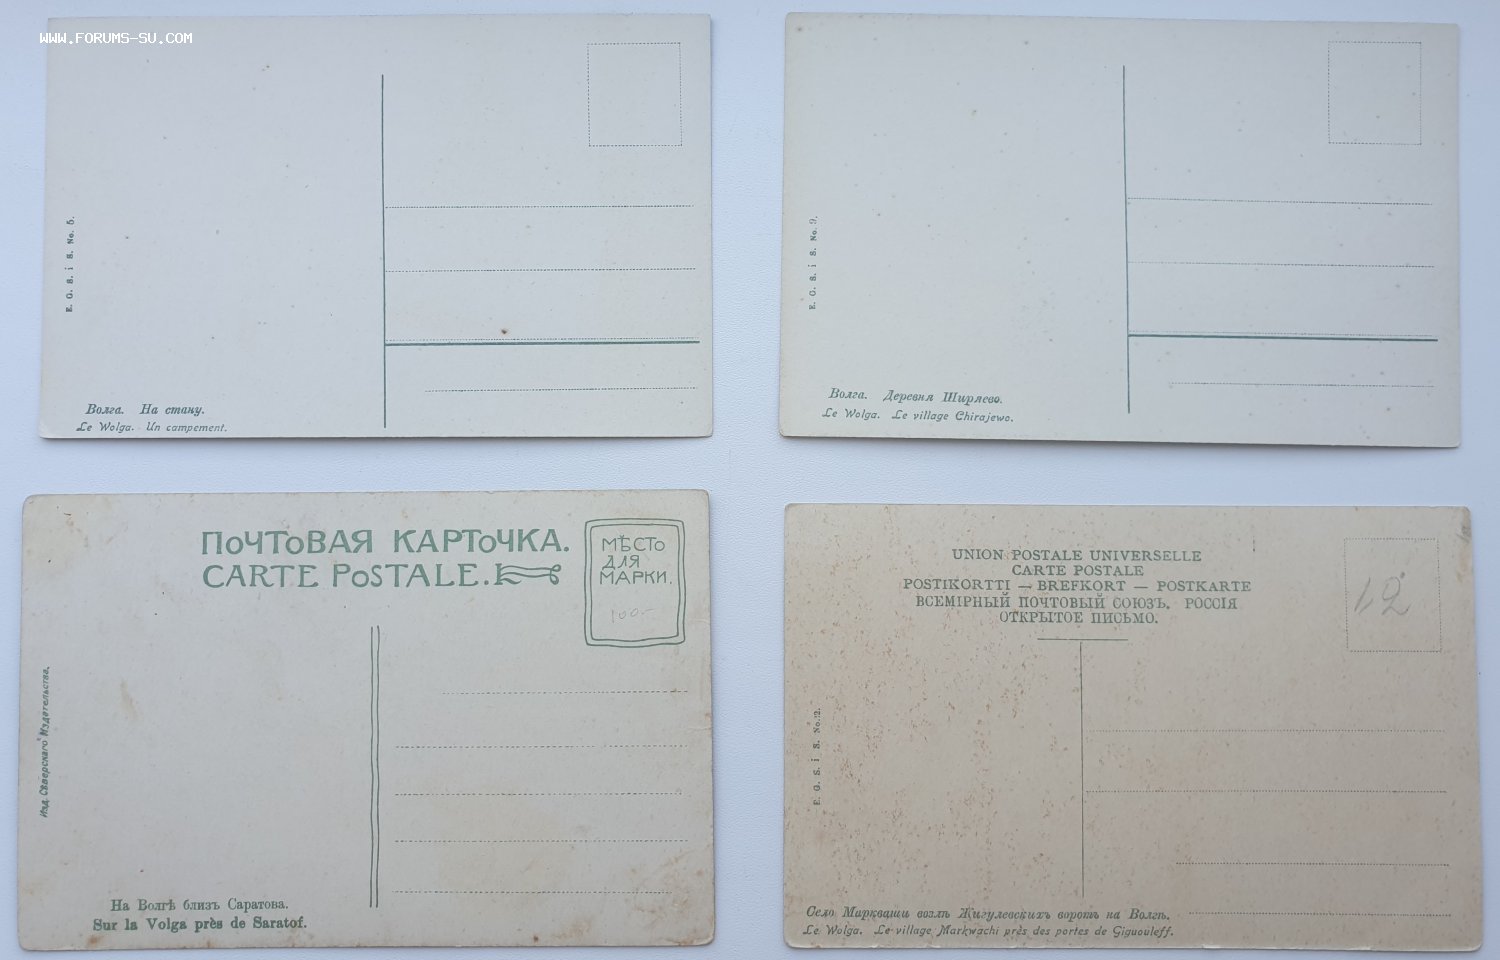 WWW.FORUMS-SU.COM
E. G. S. i S. No. 5.
Волга. На стану.
Le Wolga. Un campement.
E. G. S. i S. No. 9.
Волга. Деревня Ширяево.
Le Wolga. Le village Chirajewo.
ПОЧТОВАЯ КАРТОЧКА.
CARTE POSTALE.
МѢСТО
ДЛЯ
МАРКИ.
100-
Изд. „Сѣверскаго Издательства.
На Волгѣ близъ Саратова.
Sur la Volga près de Saratof.
UNION POSTALE UNIVERSELLE
CARTE POSTALE
POSTIKORTTI — BREFKORT — POSTKARTE
ВСЕМІРНЫЙ ПОЧТОВЫЙ СОЮЗЪ. РОССІЯ
ОТКРЫТОЕ ПИСЬМО.
E. G. S. i S. No. 12.
Село Маркваши возлѣ Жигулевскихъ воротъ на Волгѣ.
Le Wolga. Le village Markwachi près des portes de Gigouleff.